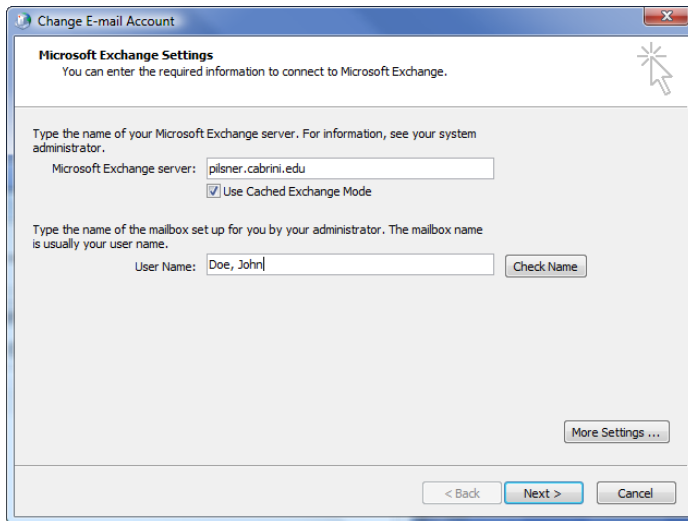 Change E-mail Account
Microsoft Exchange Settings
You can enter the required information to connect to Microsoft Exchange.
Type the name of your Microsoft Exchange server. For information, see your system
administrator.
Microsoft Exchange server: pilsner.cabrini.edu
Use Cached Exchange Mode
Type the name of the mailbox set up for you by your administrator. The mailbox name
is usually your user name.
User Name: Doe, John Check Name
More Settings ...
< Back Next > Cancel